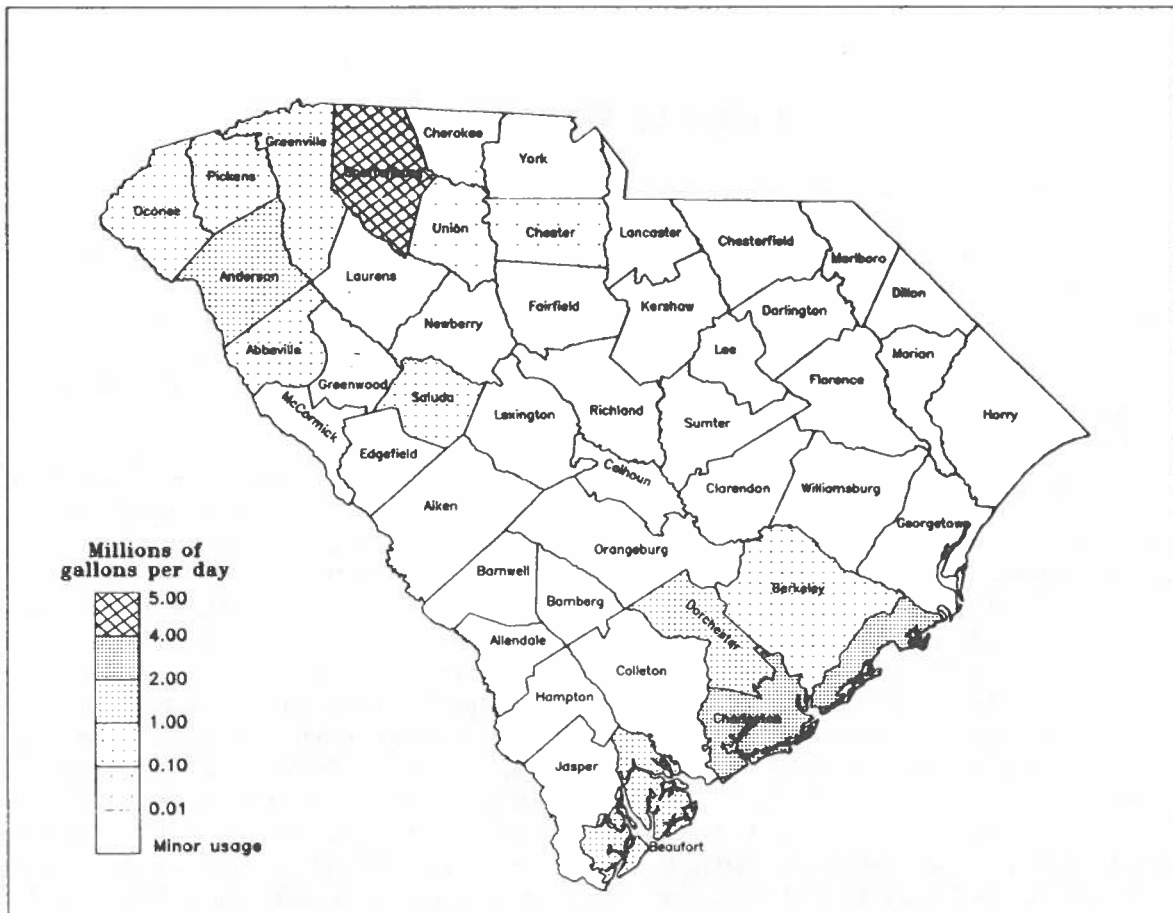 Cherokee
Greenville
York
Pickens
Oconee
Union
Chester
Lancaster
Chesterfield
Marlboro
Anderson
Laurens
Dillon
Fairfield
Kershaw
Darlington
Newberry
Abbeville
Lee
Marion
Greenwood
Saluda
Florence
McCormick
Lexington
Richland
Sumter
Horry
Edgefield
Calhoun
Clarendon
Williamsburg
Aiken
Georgetown
Orangeburg
Barnwell
Berkeley
Bamberg
Dorchester
Allendale
Colleton
Hampton
Charleston
Jasper
Beaufort
Millions of
gallons per day
5.00
4.00
2.00
1.00
0.10
0.01
Minor usage